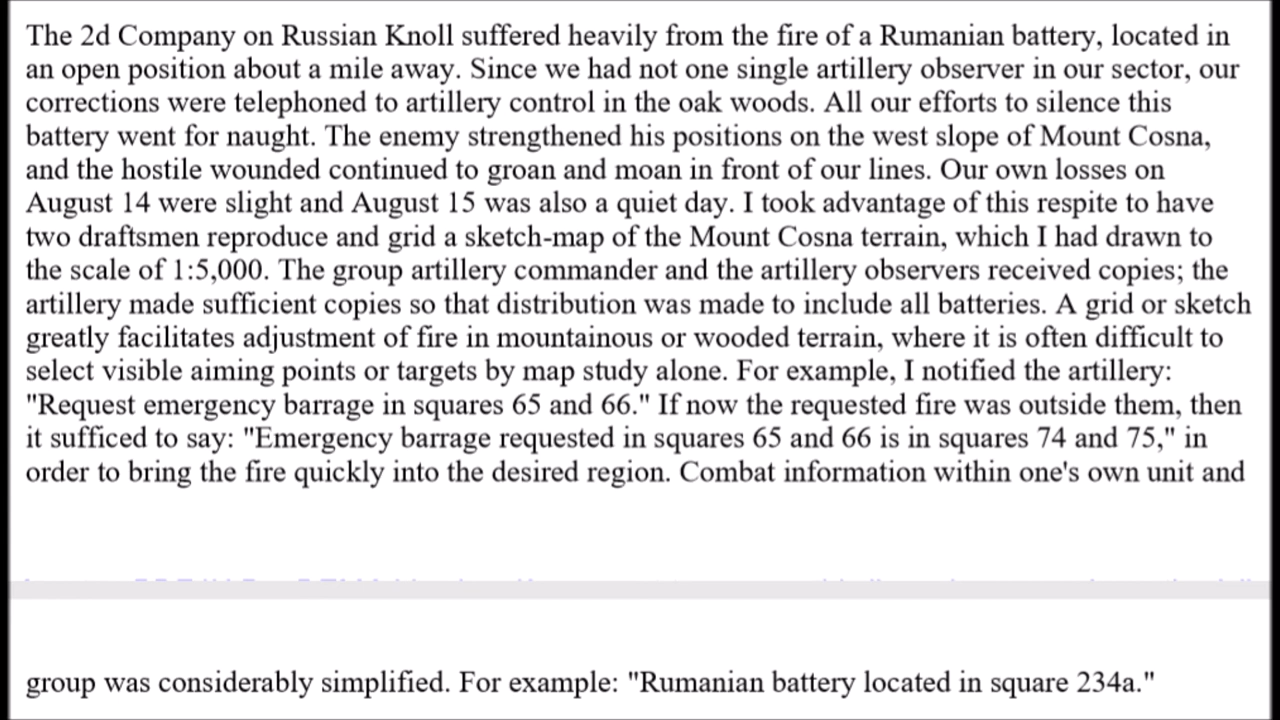 The 2d Company on Russian Knoll suffered heavily from the fire of a Rumanian battery, located in
an open position about a mile away. Since we had not one single artillery observer in our sector, our
corrections were telephoned to artillery control in the oak woods. All our efforts to silence this
battery went for naught. The enemy strengthened his positions on the west slope of Mount Cosna,
and the hostile wounded continued to groan and moan in front of our lines. Our own losses on
August 14 were slight and August 15 was also a quiet day. I took advantage of this respite to have
two draftsmen reproduce and grid a sketch-map of the Mount Cosna terrain, which I had drawn to
the scale of 1:5,000. The group artillery commander and the artillery observers received copies; the
artillery made sufficient copies so that distribution was made to include all batteries. A grid or sketch
greatly facilitates adjustment of fire in mountainous or wooded terrain, where it is often difficult to
select visible aiming points or targets by map study alone. For example, I notified the artillery:
"Request emergency barrage in squares 65 and 66." If now the requested fire was outside them, then
it sufficed to say: "Emergency barrage requested in squares 65 and 66 is in squares 74 and 75," in
order to bring the fire quickly into the desired region. Combat information within one's own unit and
group was considerably simplified. For example: "Rumanian battery located in square 234a."